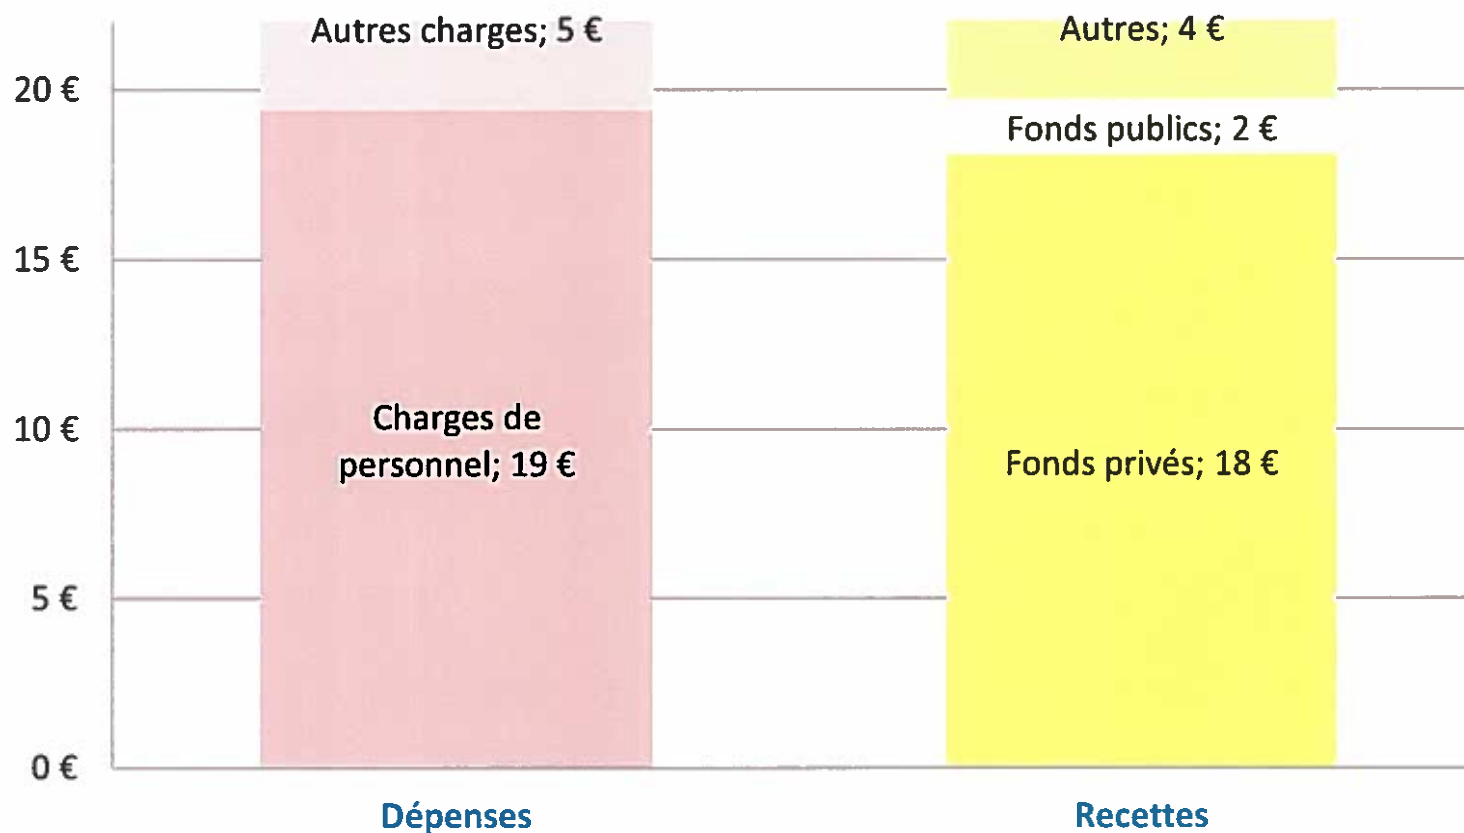 Autres charges; 5 €
Autres; 4 €
20 €
Fonds publics; 2 €
15 €
10 €
Charges de
personnel; 19 €
Fonds privés; 18 €
5 €
0 €
Dépenses
Recettes